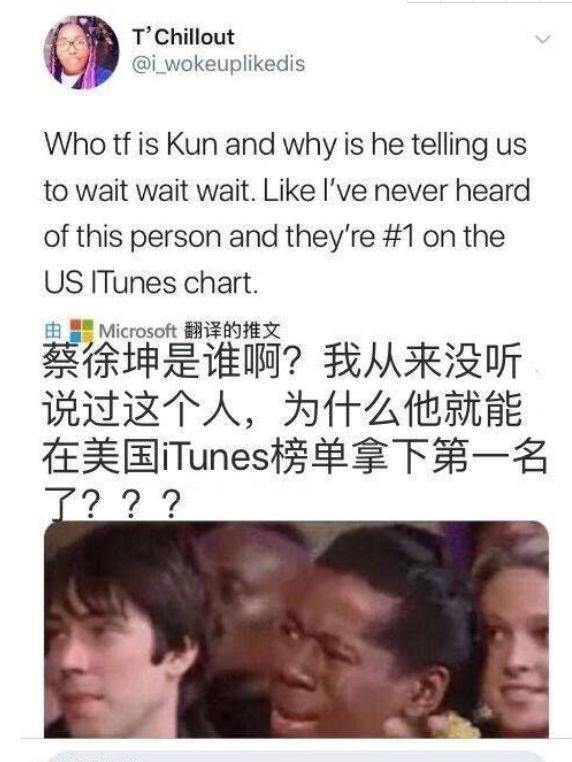 T’Chillout
@i_wokeuplikedis
Who tf is Kun and why is he telling us
to wait wait wait. Like I’ve never heard
of this person and they’re #1 on the
US ITunes chart.
由 Microsoft 翻译的推文
蔡徐坤是谁啊？我从来没听
说过这个人，为什么他就能
在美国iTunes榜单拿下第一名
了？？？